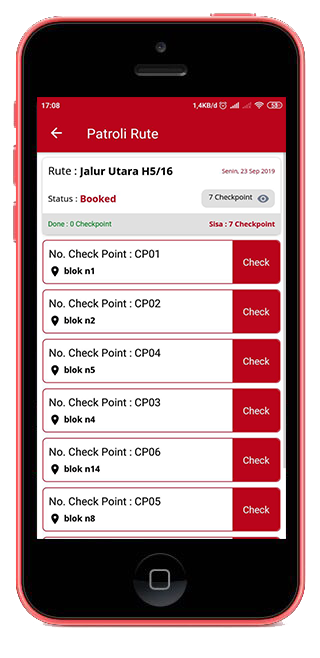 17:08
1,4KB/d
59
Patroli Rute
Rute : Jalur Utara H5/16
Senin, 23 Sep 2019
Status : Booked
7 Checkpoint
Done : 0 Checkpoint
Sisa : 7 Checkpoint
No. Check Point : CP01
blok n1
Check
No. Check Point : CP02
blok n2
Check
No. Check Point : CP04
blok n5
Check
No. Check Point : CP03
blok n4
Check
No. Check Point : CP06
blok n14
Check
No. Check Point : CP05
blok n8
Check